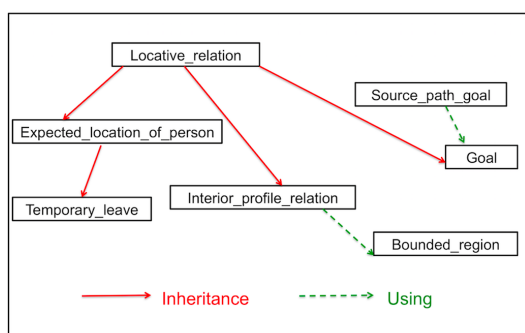 Locative_relation
Source_path_goal
Expected_location_of_person
Goal
Interior_profile_relation
Temporary_leave
Bounded_region
Inheritance
Using